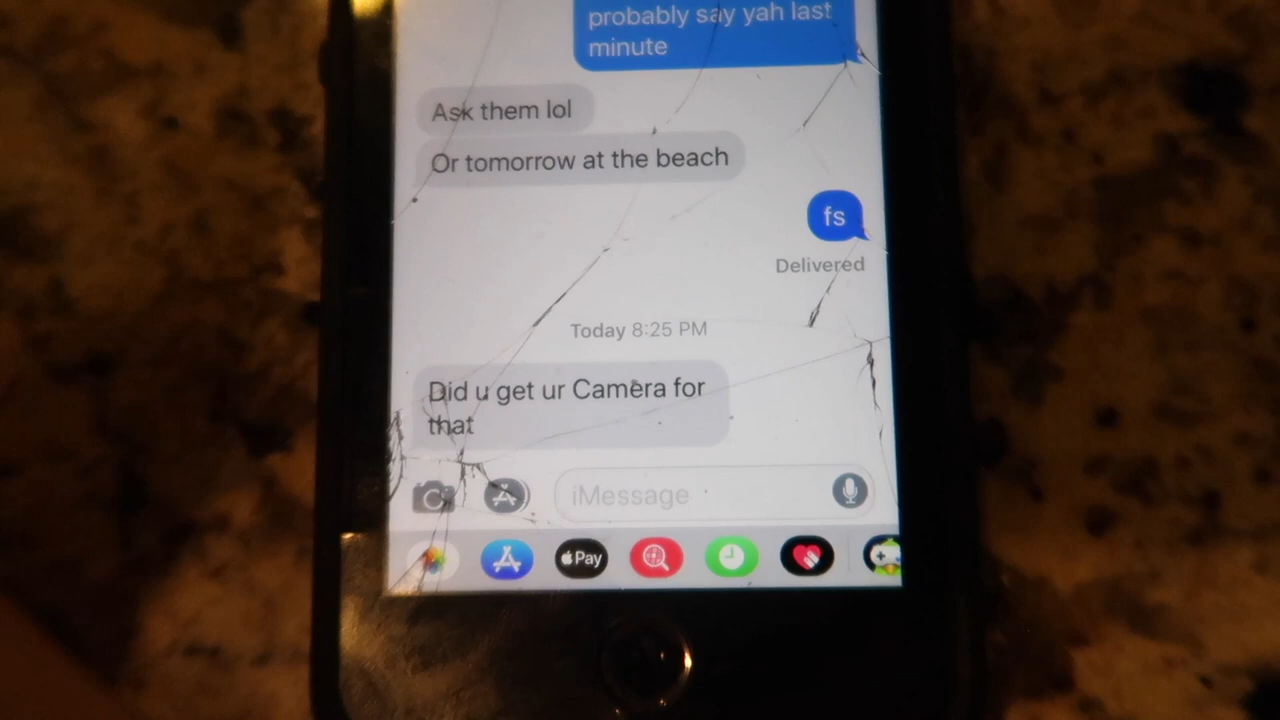 probably say yah last
minute
Ask them lol
Or tomorrow at the beach
fs
Delivered
Today 8:25 PM
Did u get ur Camera for
that
iMessage
Pay